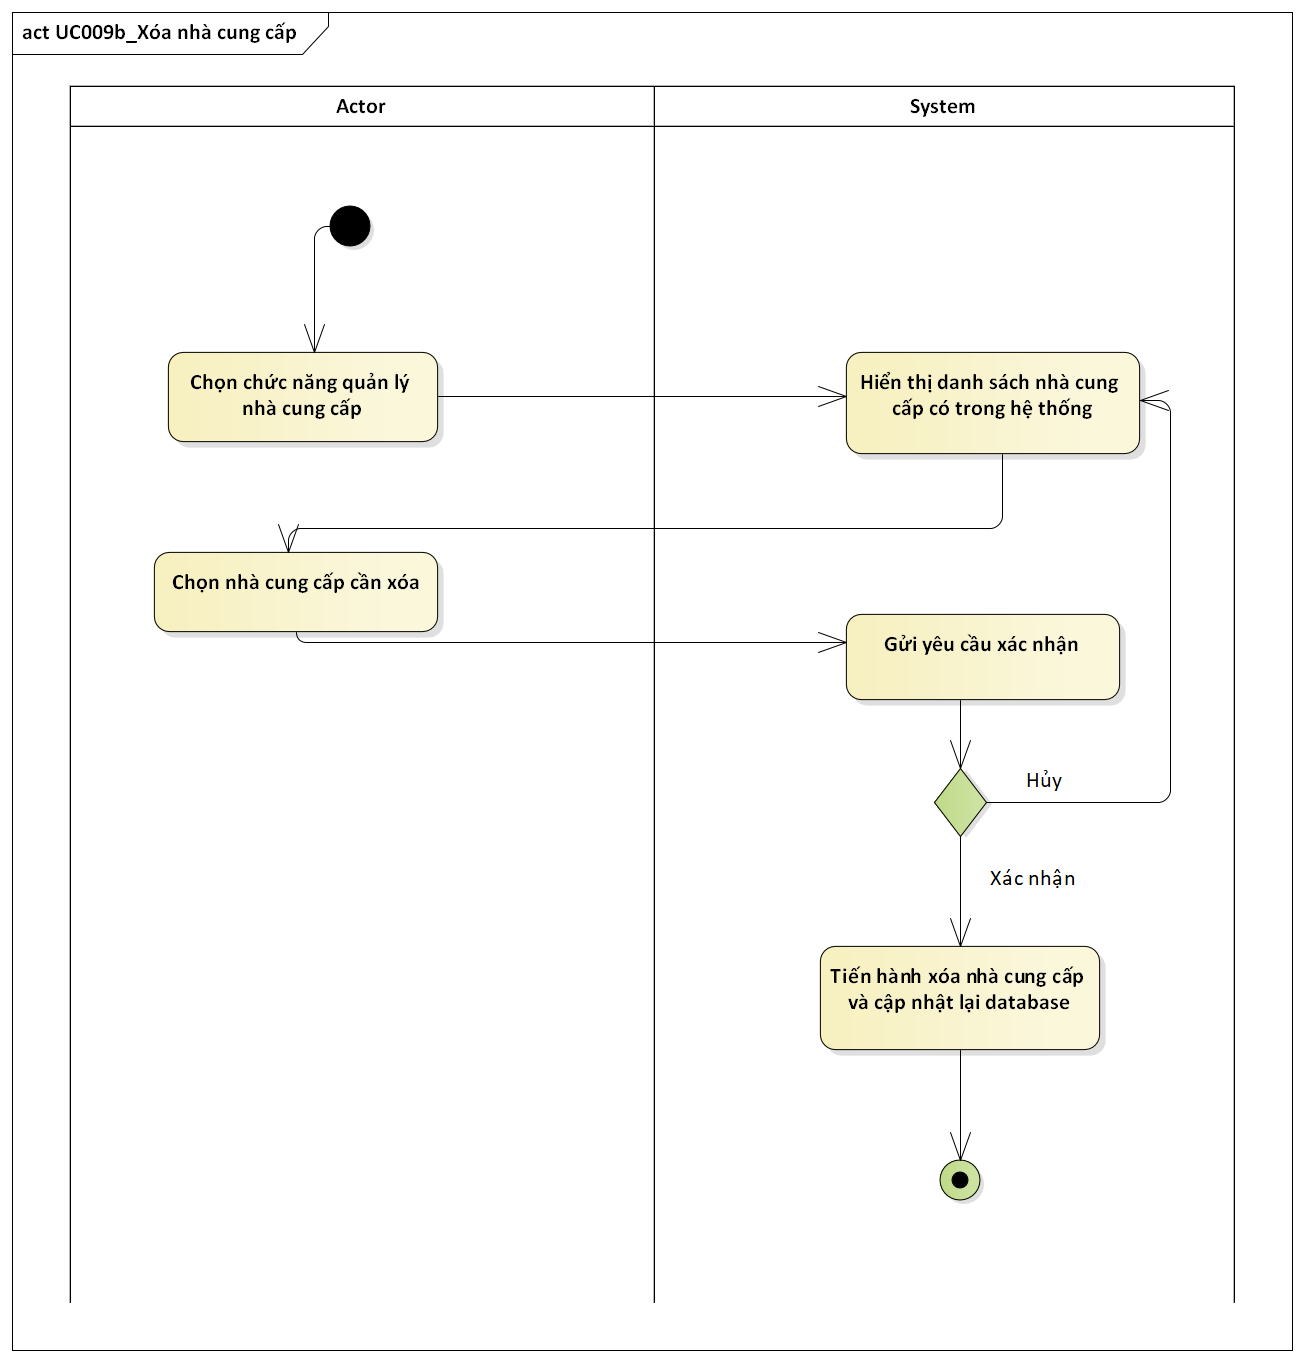 act UC009b_Xóa nhà cung cấp
Actor
System
Chọn chức năng quản lý
nhà cung cấp
Hiển thị danh sách nhà cung
cấp có trong hệ thống
Chọn nhà cung cấp cần xóa
Gửi yêu cầu xác nhận
Hủy
Xác nhận
Tiến hành xóa nhà cung cấp
và cập nhật lại database